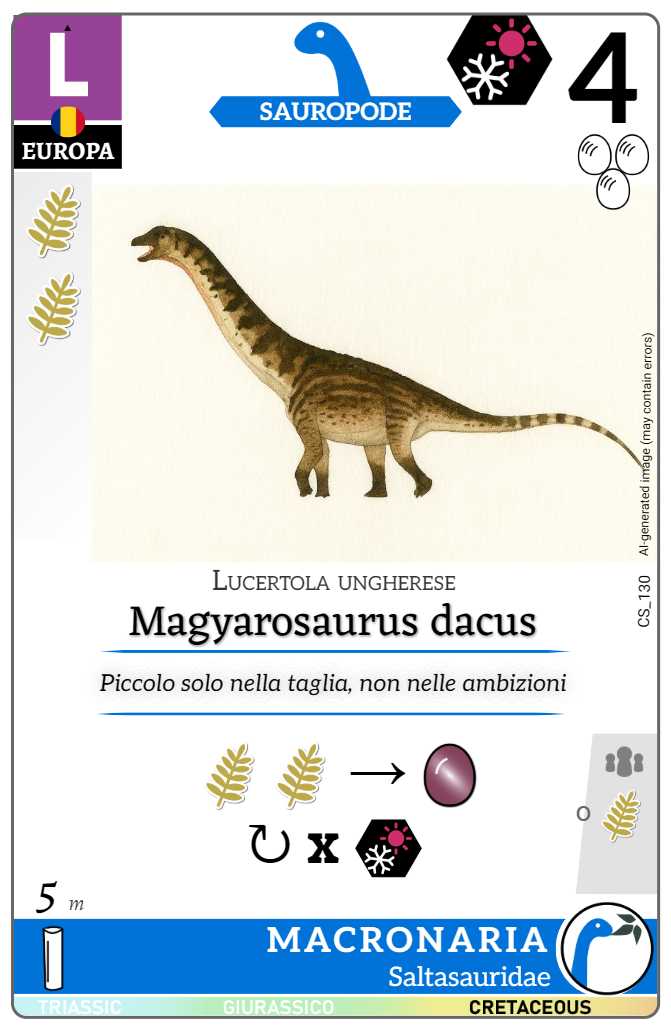 L
EUROPA
SAUROPODE
4
AI-generated image (may contain errors)
CS_130
Lucertola ungherese
Magyarosaurus dacus
Piccolo solo nella taglia, non nelle ambizioni
x
o
5 m
MACRONARIA
Saltasauridae
TRIASSIC GIURASSICO CRETACEOUS